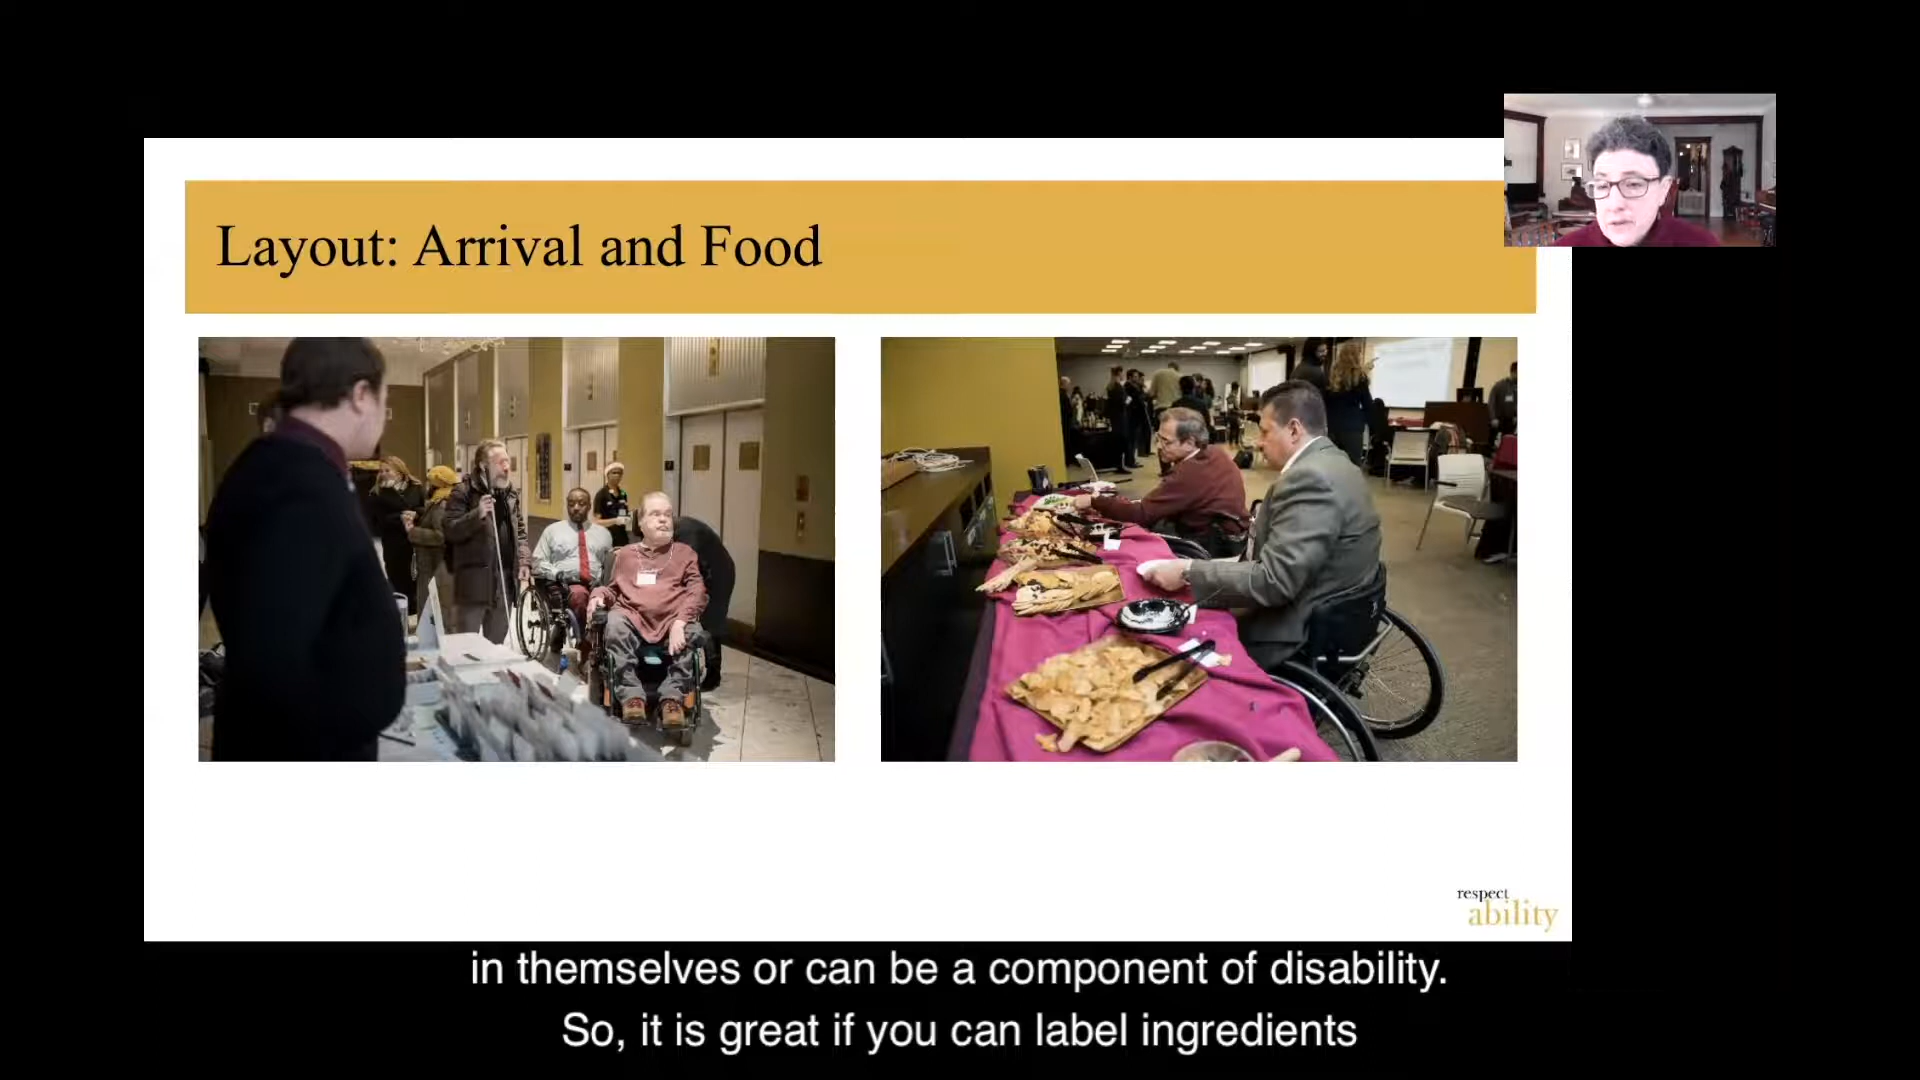 Layout: Arrival and Food
respect
ability
in themselves or can be a component of disability.
So, it is great if you can label ingredients